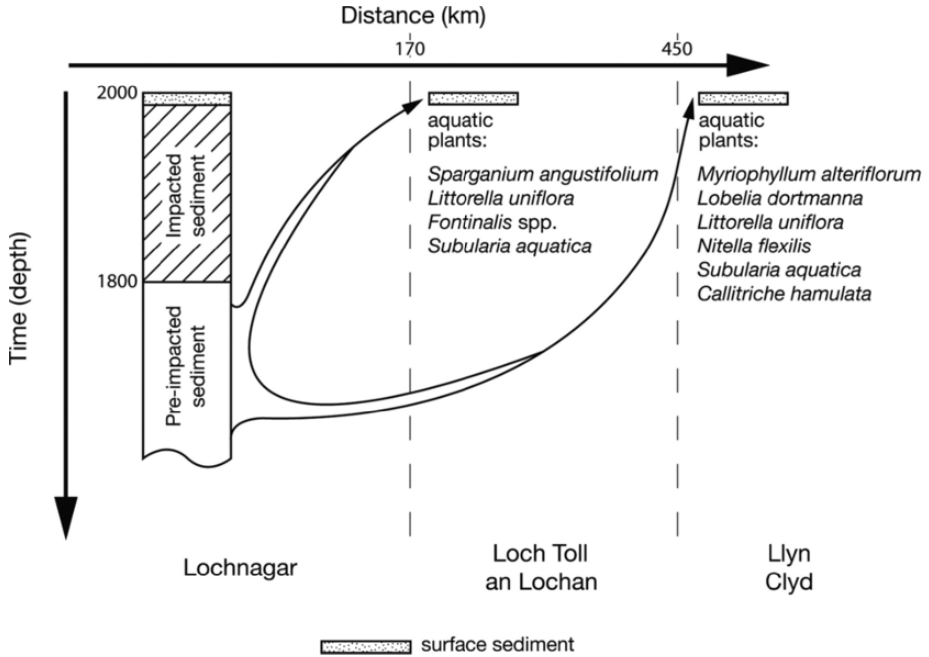 Distance (km)
170
450
2000
1800
Time (depth)
Impacted
sediment
Pre-impacted
sediment
aquatic
plants:
Sparganium angustifolium
Littorella uniflora
Fontinalis spp.
Subularia aquatica
aquatic
plants:
Myriophyllum alteriflorum
Lobelia dortmanna
Littorella uniflora
Nitella flexilis
Subularia aquatica
Callitriche hamulata
Lochnagar
Loch Toll
an Lochan
Llyn
Clyd
surface sediment